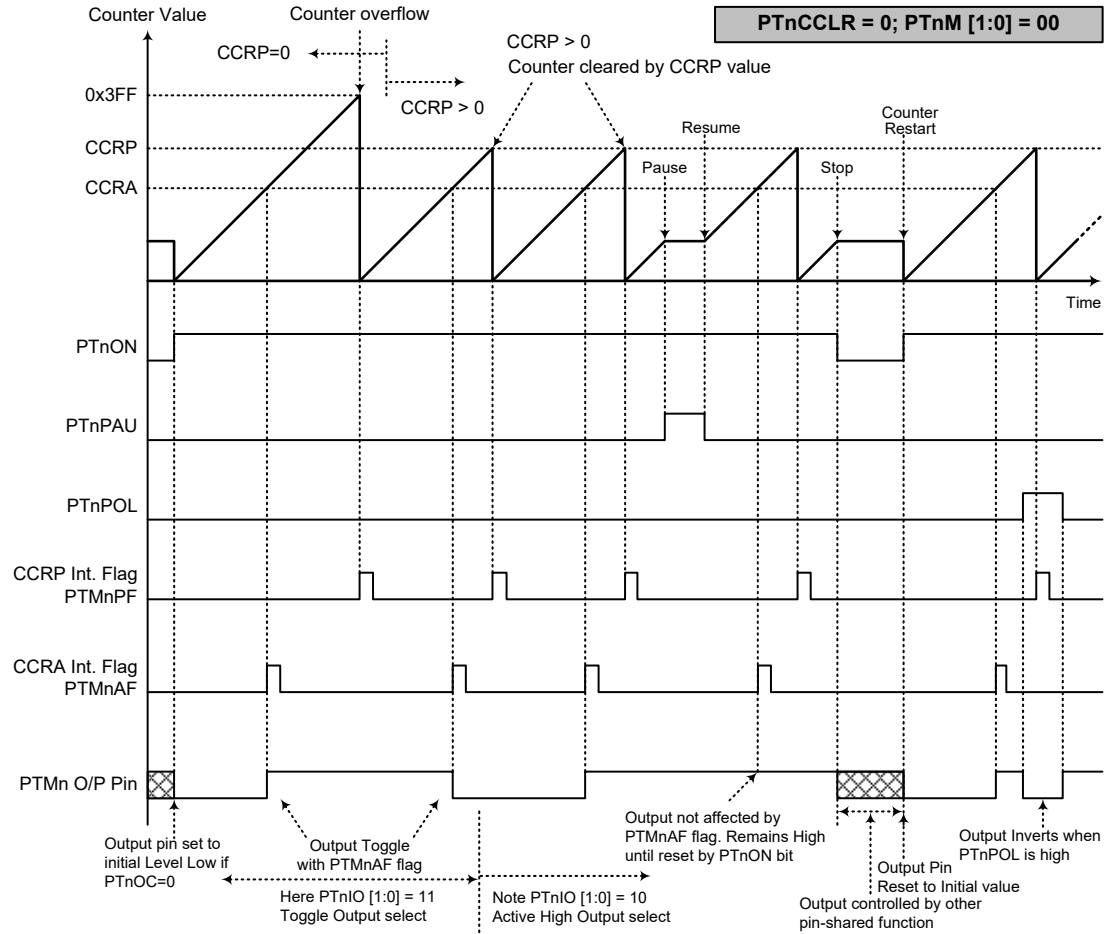 Counter Value
Counter overflow
PTnCCLR = 0; PTnM [1:0] = 00
CCRP=0
CCRP > 0
CCRP > 0
Counter cleared by CCRP value
0x3FF
CCRP
CCRA
Pause
Resume
Stop
Counter
Restart
Time
PTnON
PTnPAU
PTnPOL
CCRP Int. Flag
PTMnPF
CCRA Int. Flag
PTMnAF
PTMn O/P Pin
Output pin set to
initial Level Low if
PTnOC=0
Output Toggle
with PTMnAF flag
Here PTnIO [1:0] = 11
Toggle Output select
Note PTnIO [1:0] = 10
Active High Output select
Output not affected by
PTMnAF flag. Remains High
until reset by PTnON bit
Output Pin
Reset to Initial value
Output controlled by other
pin-shared function
Output Inverts when
PTnPOL is high